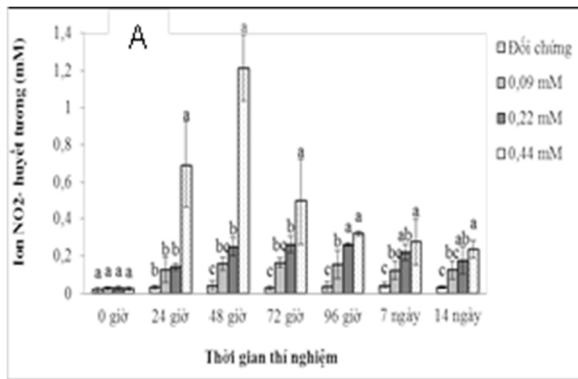 A
Ion NO2- huyết tương (mM)
1,4
1,2
1
0,8
0,6
0,4
0,2
0
a a a a
b b b a
c b b a
c bc b a
c b a a
c bc ab a
c bc ab a
0 giờ 24 giờ 48 giờ 72 giờ 96 giờ 7 ngày 14 ngày
Thời gian thí nghiệm
Đối chứng
0,09 mM
0,22 mM
0,44 mM